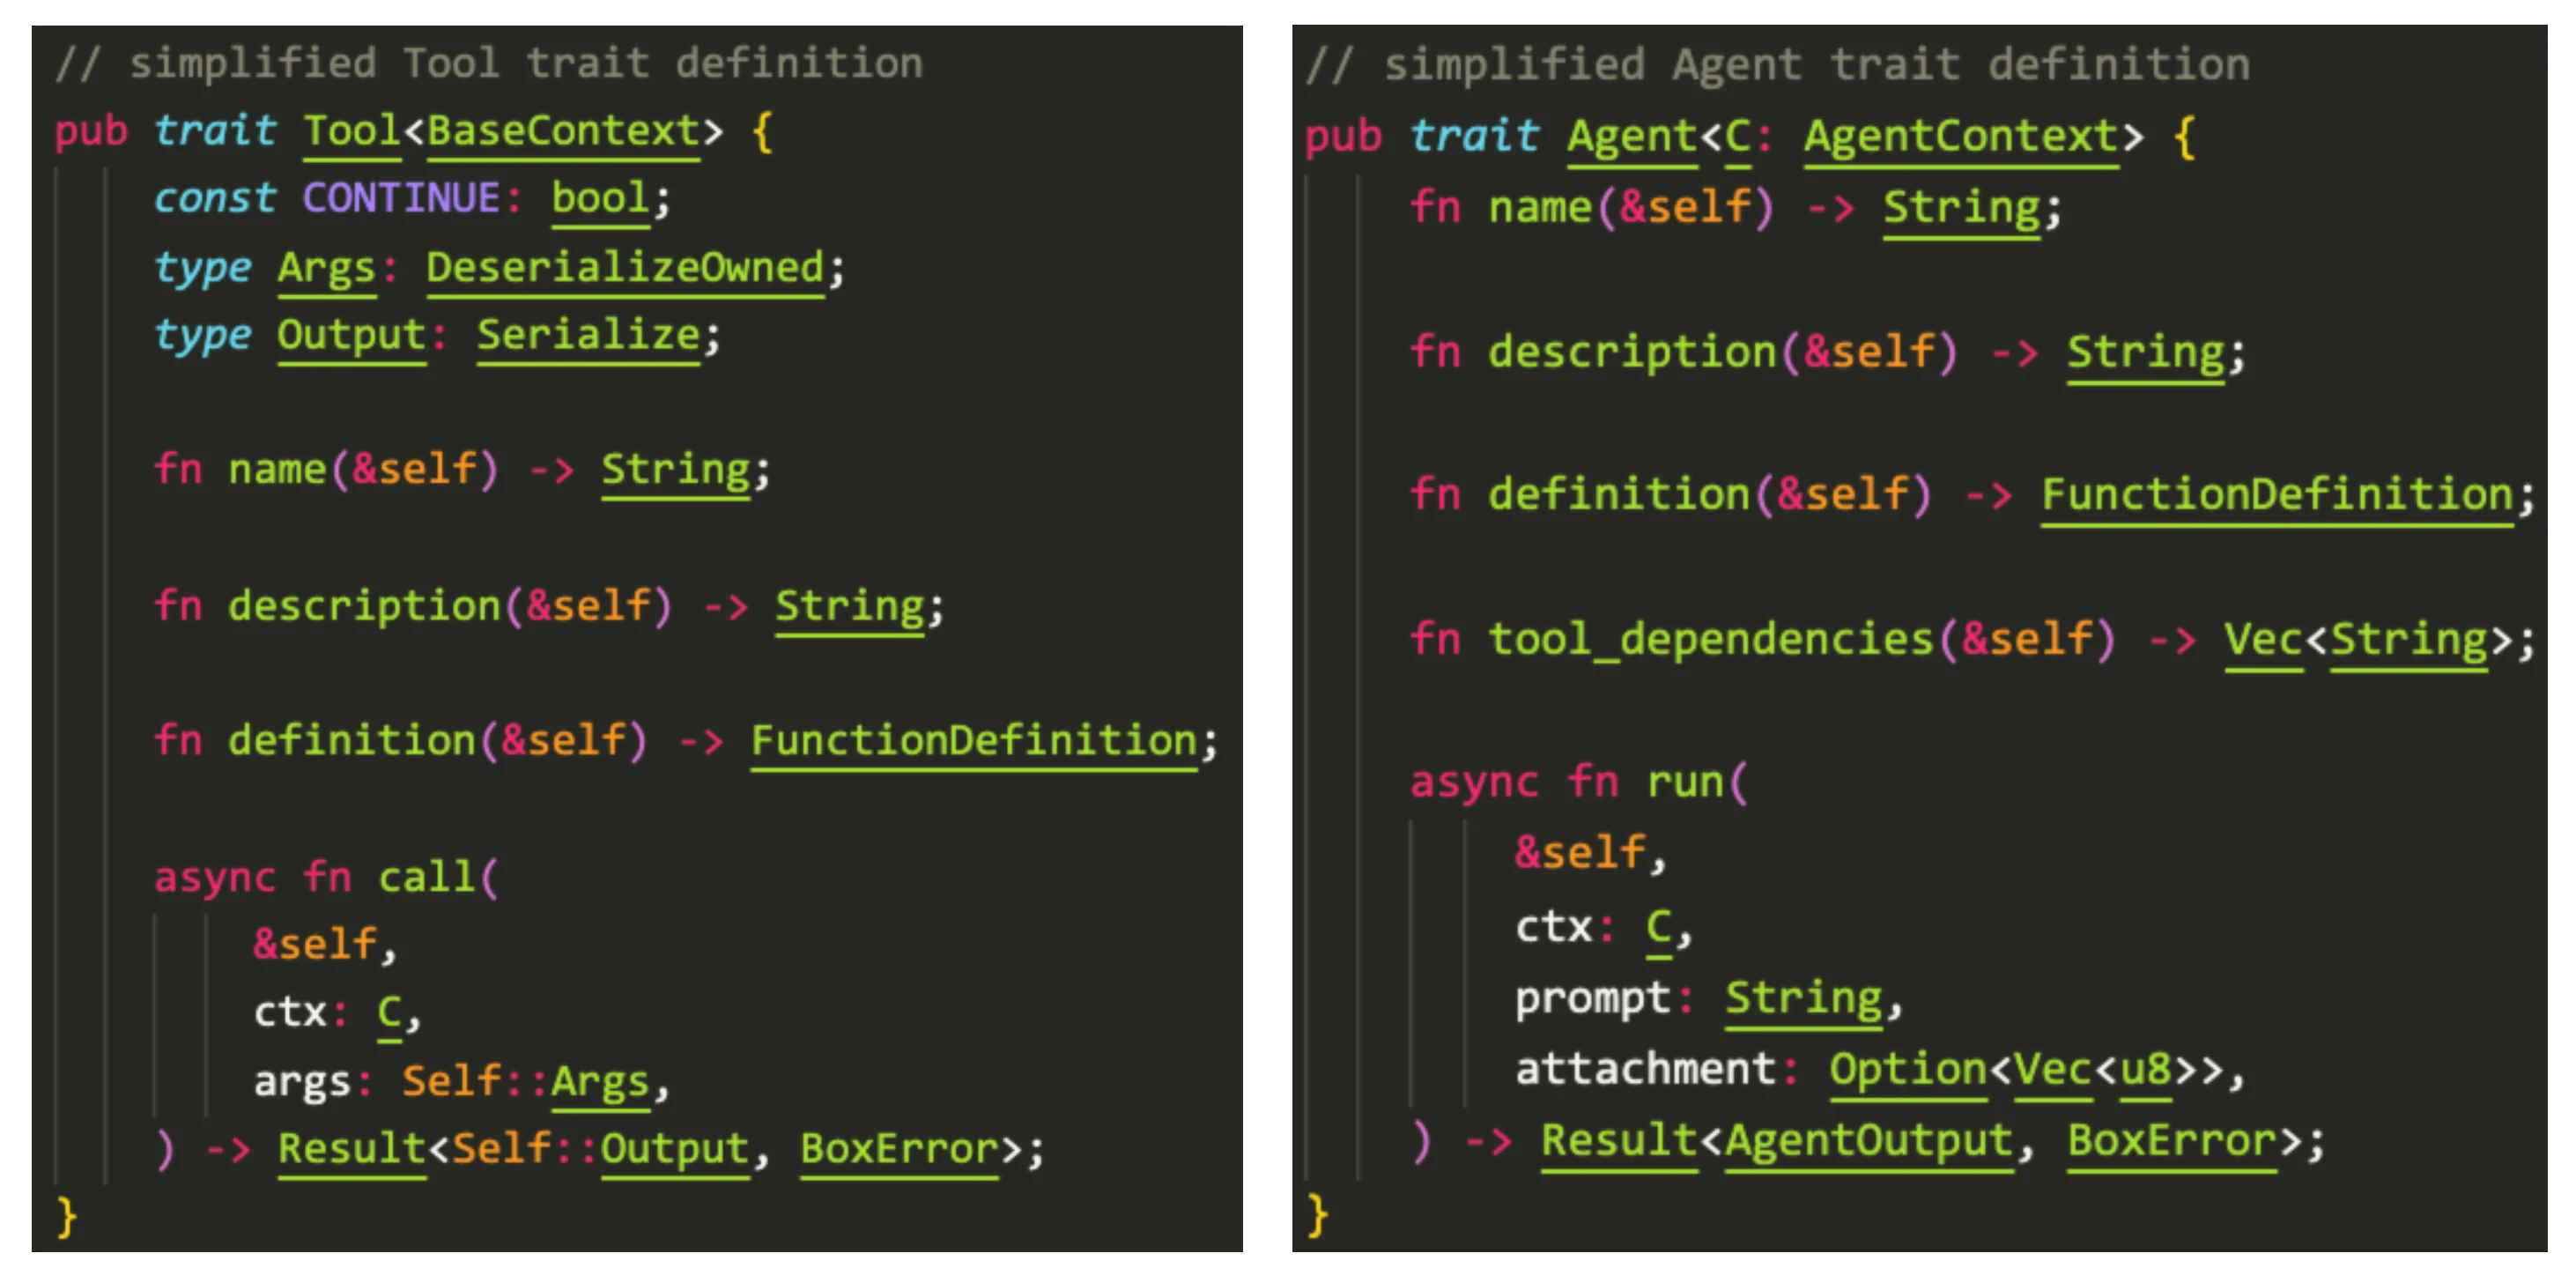 // simplified Tool trait definition
pub trait Tool<BaseContext> {
const CONTINUE: bool;
type Args: DeserializeOwned;
type Output: Serialize;
fn name(&self) -> String;
fn description(&self) -> String;
fn definition(&self) -> FunctionDefinition;
async fn call(
&self,
ctx: C,
args: Self::Args,
) -> Result<Self::Output, BoxError>;
}
// simplified Agent trait definition
pub trait Agent<C: AgentContext> {
fn name(&self) -> String;
fn description(&self) -> String;
fn definition(&self) -> FunctionDefinition;
fn tool_dependencies(&self) -> Vec<String>;
async fn run(
&self,
ctx: C,
prompt: String,
attachment: Option<Vec<u8>>,
) -> Result<AgentOutput, BoxError>;
}